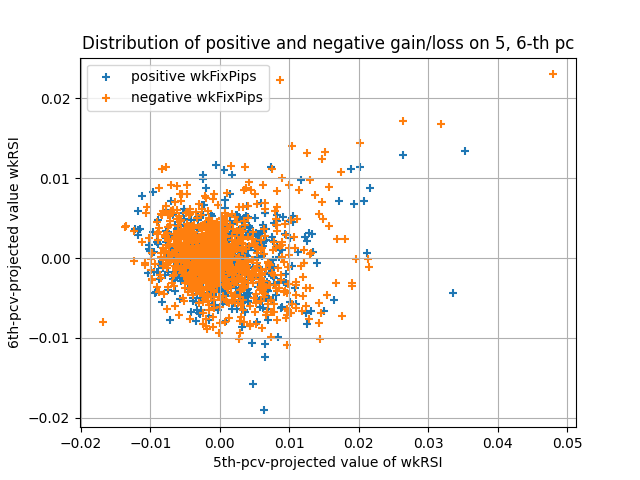 Distribution of positive and negative gain/loss on 5, 6-th pc
positive wkFixPips
negative wkFixPips
6th-pcv-projected value wkRSI
0.02
0.01
0.00
−0.01
−0.02
−0.02 −0.01 0.00 0.01 0.02 0.03 0.04 0.05
5th-pcv-projected value of wkRSI